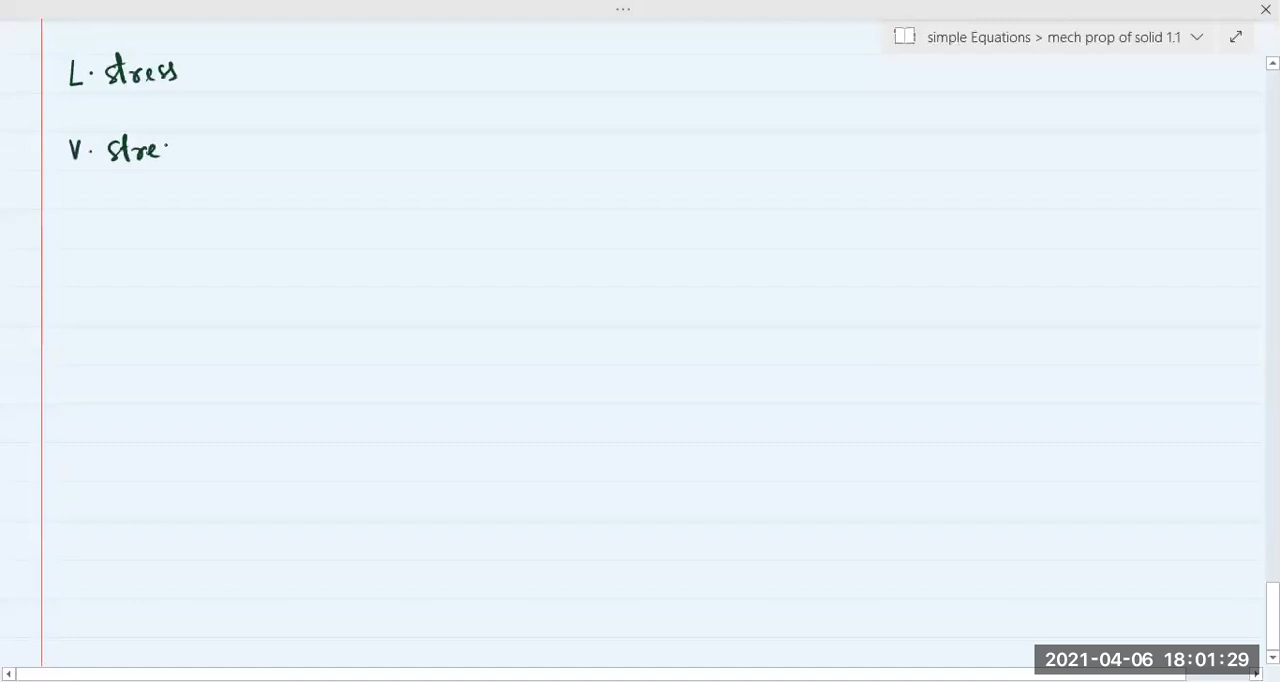 simple Equations > mech prop of solid 1.1
L. stress
V. stre
2021-04-06 18:01:29